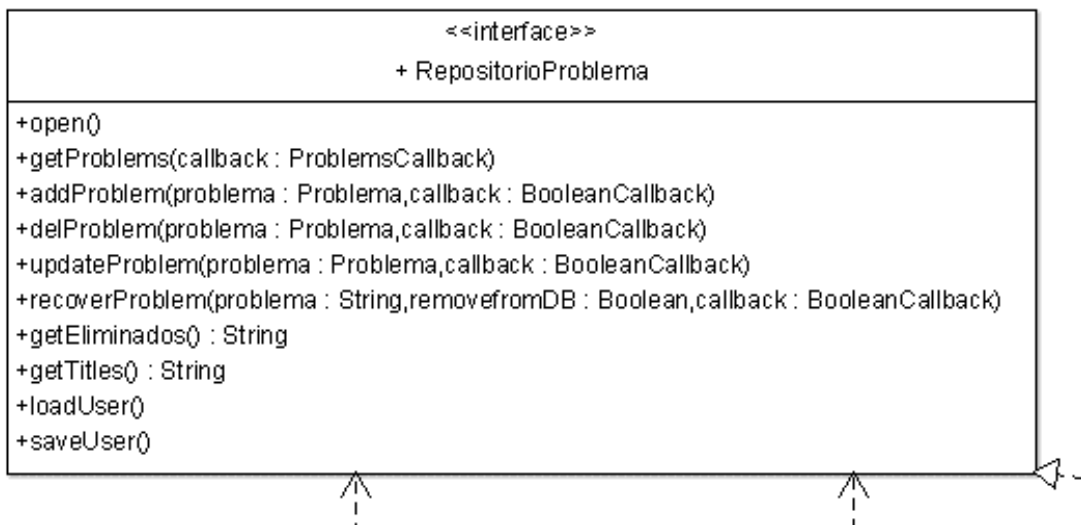 <<interface>>
+ RepositorioProblema
+open()
+getProblems(callback : ProblemsCallback)
+addProblem(problema : Problema,callback : BooleanCallback)
+delProblem(problema : Problema,callback : BooleanCallback)
+updateProblem(problema : Problema,callback : BooleanCallback)
+recoverProblem(problema : String,removefromDB : Boolean,callback : BooleanCallback)
+getEliminados() : String
+getTitles() : String
+loadUser()
+saveUser()